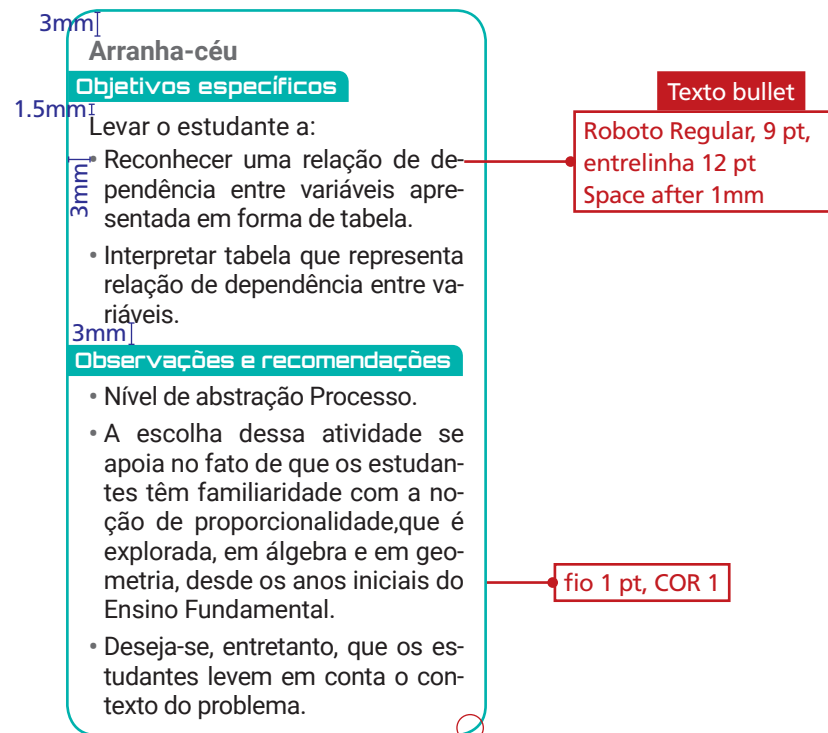 3mm
Arranha-céu
Objetivos específicos
1.5mm
Levar o estudante a:
• Reconhecer uma relação de de-
pendência entre variáveis apre-
sentada em forma de tabela.
3mm
• Interpretar tabela que representa
relação de dependência entre va-
riáveis.
3mm
Observações e recomendações
• Nível de abstração Processo.
• A escolha dessa atividade se
apoia no fato de que os estudan-
tes têm familiaridade com a no-
ção de proporcionalidade,que é
explorada, em álgebra e em geo-
metria, desde os anos iniciais do
Ensino Fundamental.
• Deseja-se, entretanto, que os es-
tudantes levem em conta o con-
texto do problema.
Texto bullet
Roboto Regular, 9 pt,
entrelinha 12 pt
Space after 1mm
fio 1 pt, COR 1